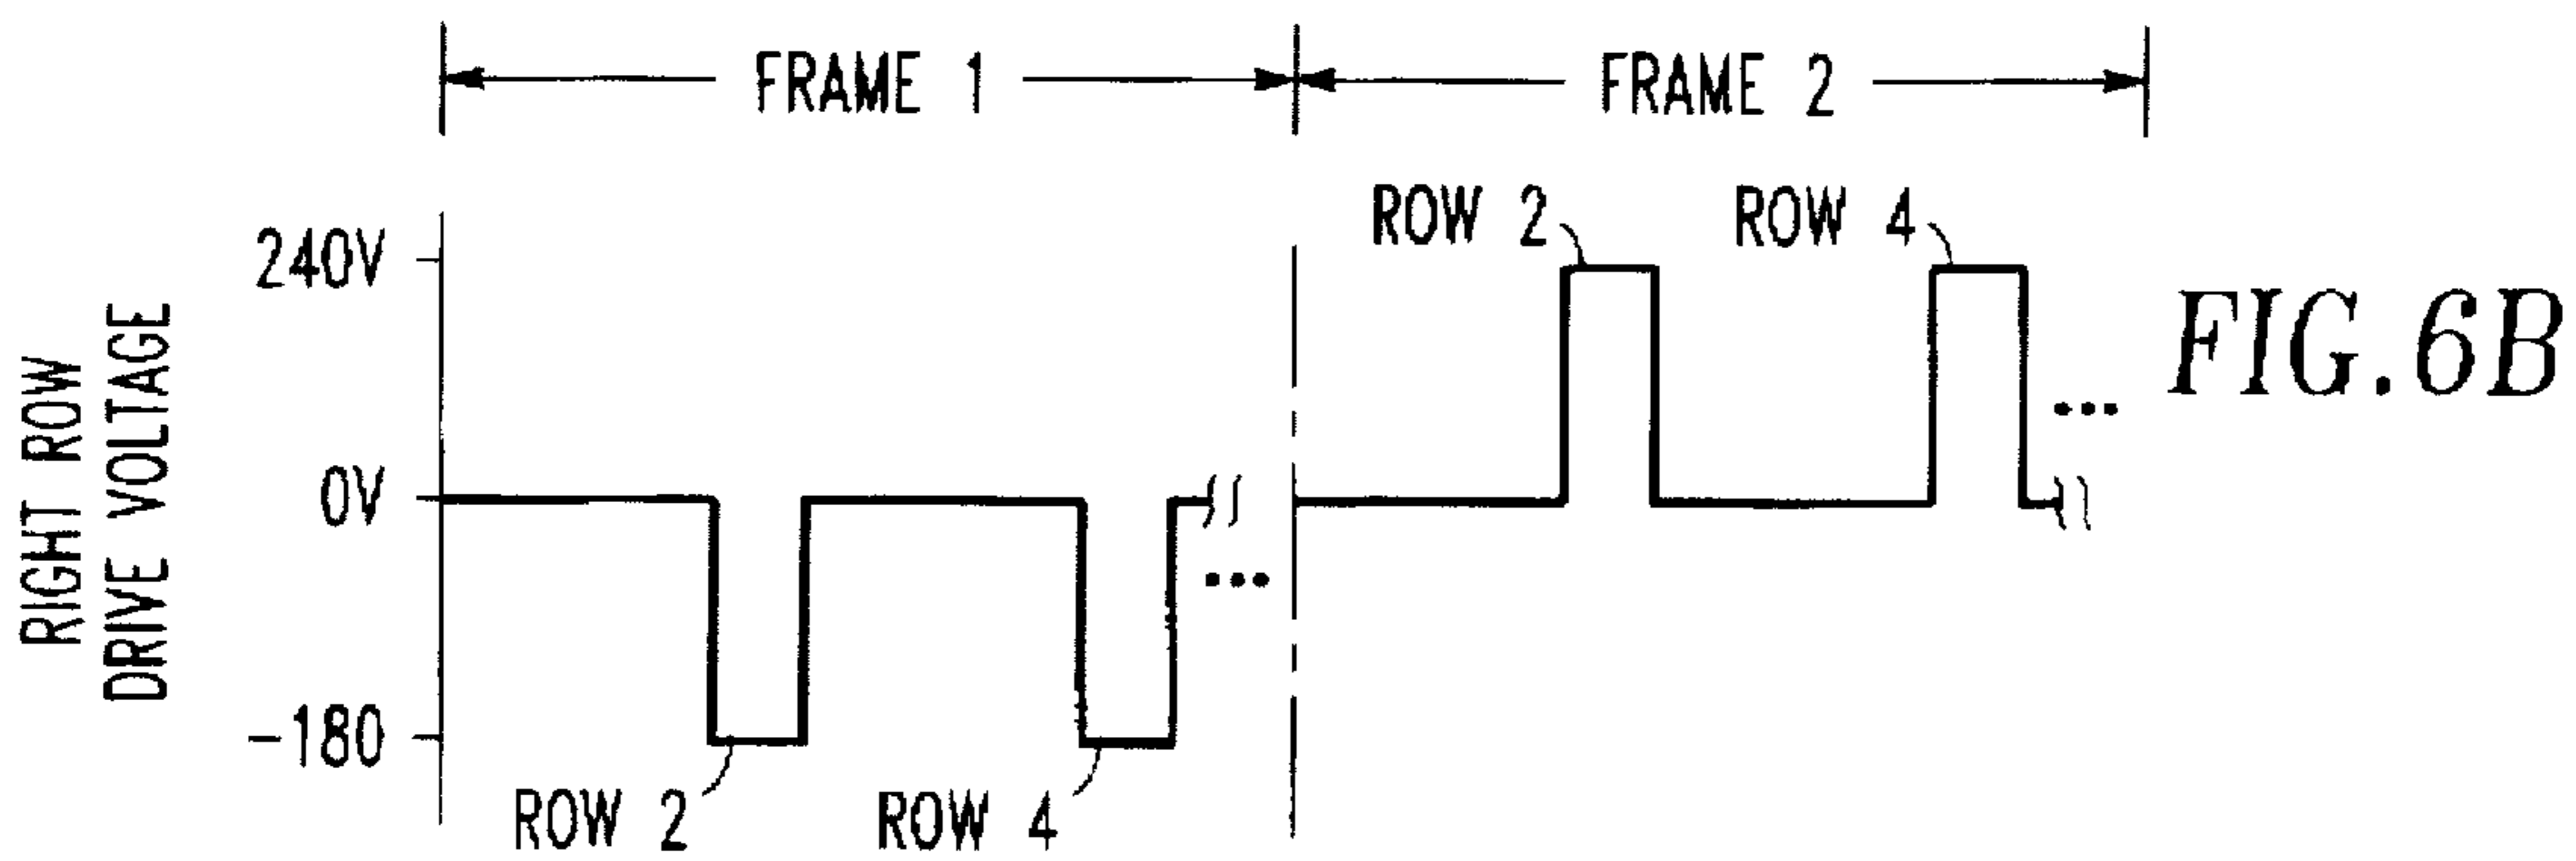 FRAME 1
FRAME 2
ROW 2
ROW 4
240V
0V
-180
RIGHT ROW
DRIVE VOLTAGE
ROW 2
ROW 4
FIG.6B